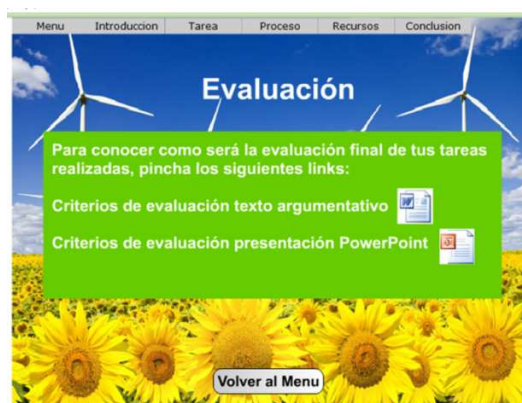 Menu Introduccion Tarea Proceso Recursos Conclusion
Evaluación
Para conocer como será la evaluación final de tus tareas
realizadas, pincha los siguientes links:
Criterios de evaluación texto argumentativo
Criterios de evaluación presentación PowerPoint
Volver al Menu